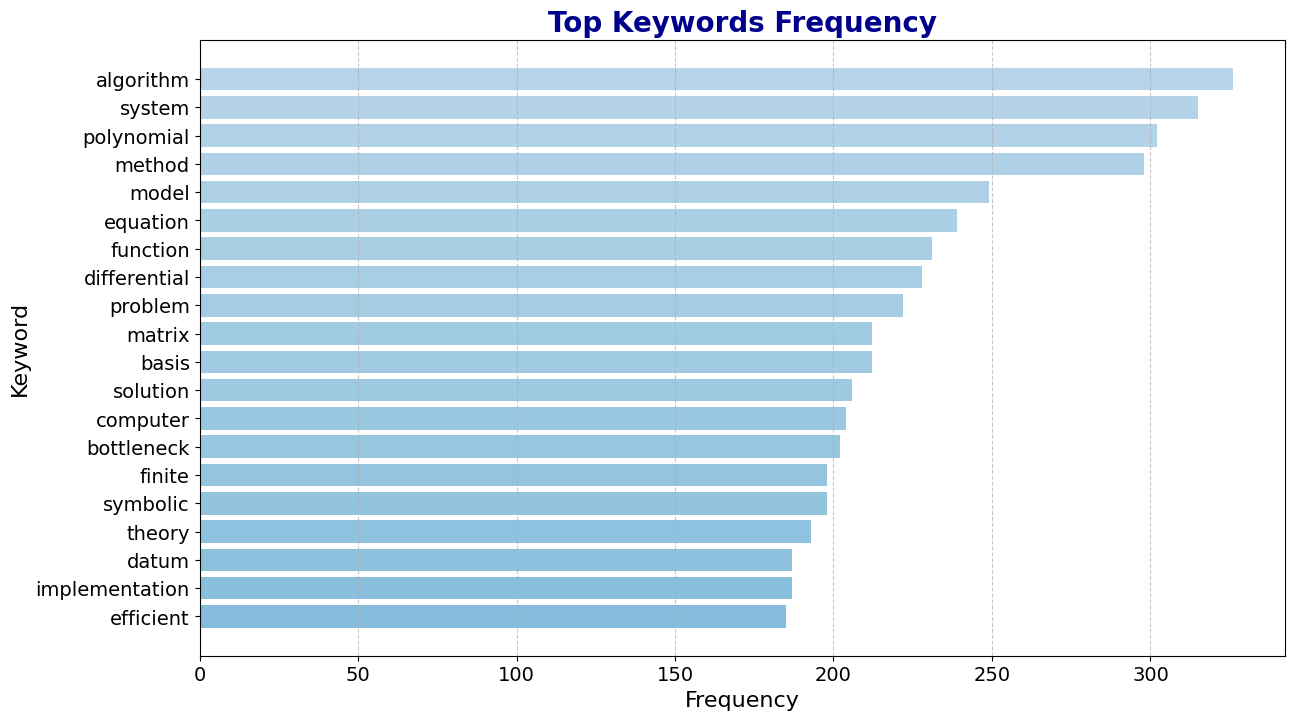 Top Keywords Frequency
algorithm
system
polynomial
method
model
equation
function
differential
problem
matrix
basis
solution
computer
bottleneck
finite
symbolic
theory
datum
implementation
efficient
Keyword
0 50 100 150 200 250 300
Frequency